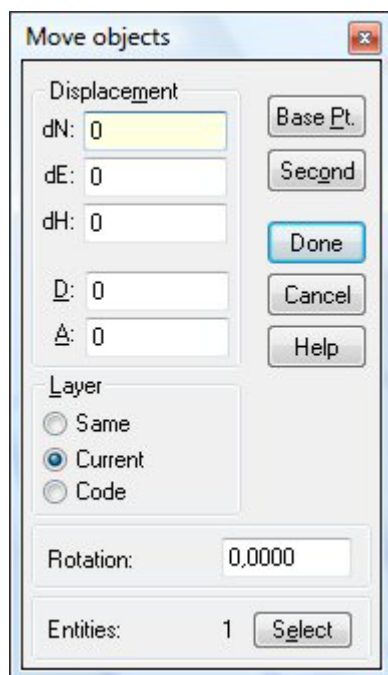 Move objects
Displacement
dN: 0
Base Pt.
dE: 0
Second
dH: 0
Done
D: 0
Cancel
A: 0
Help
Layer
Same
Current
Code
Rotation: 0,0000
Entities: 1 Select